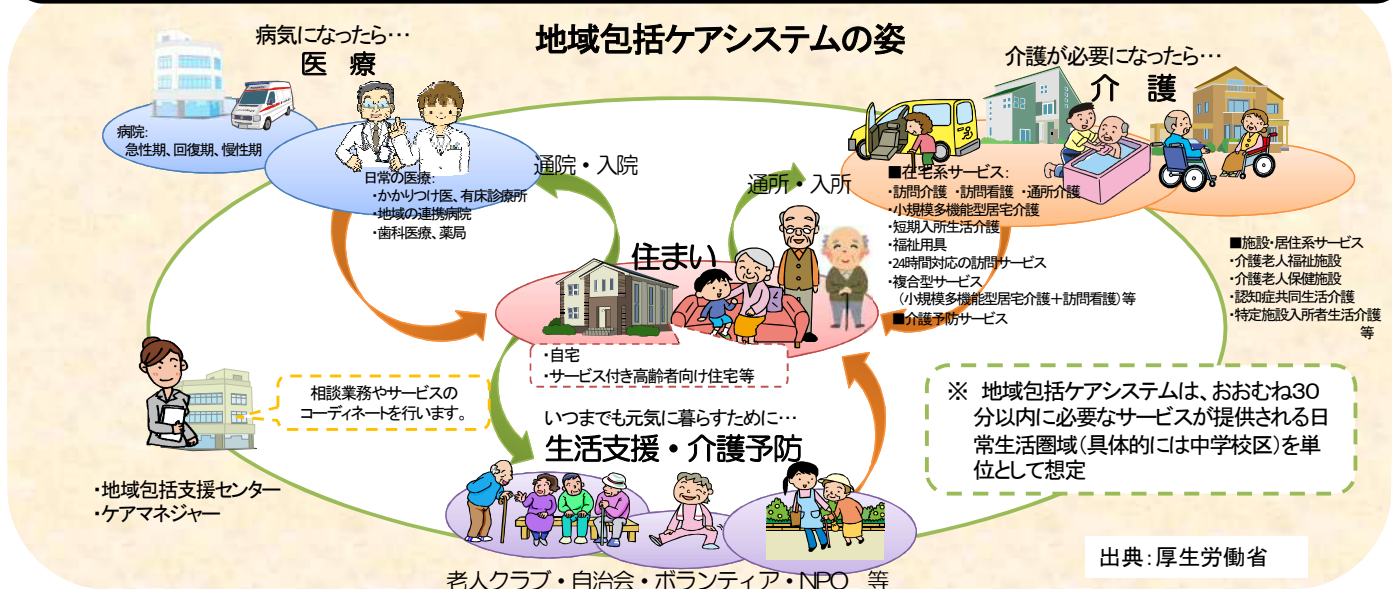 地域包括ケアシステムの姿
病気になったら…
医 療
病院:
急性期、回復期、慢性期
日常の医療:
・かかりつけ医、有床診療所
・地域の連携病院
・歯科医療、薬局
通院・入院
通所・入所
介護が必要になったら…
介 護
■在宅系サービス:
・訪問介護 ・訪問看護 ・通所介護
・小規模多機能型居宅介護
・短期入所生活介護
・福祉用具
・24時間対応の訪問サービス
・複合型サービス
(小規模多機能型居宅介護+訪問看護)等
■介護予防サービス
■施設・居住系サービス
・介護老人福祉施設
・介護老人保健施設
・認知症共同生活介護
・特定施設入所者生活介護
等
住まい
・自宅
・サービス付き高齢者向け住宅等
相談業務やサービスの
コーディネートを行います。
・地域包括支援センター
・ケアマネジャー
いつまでも元気に暮らすために…
生活支援・介護予防
老人クラブ・自治会・ボランティア・NPO 等
※ 地域包括ケアシステムは、おおむね30
分以内に必要なサービスが提供される日
常生活圏域(具体的には中学校区)を単
位として想定
出典:厚生労働省